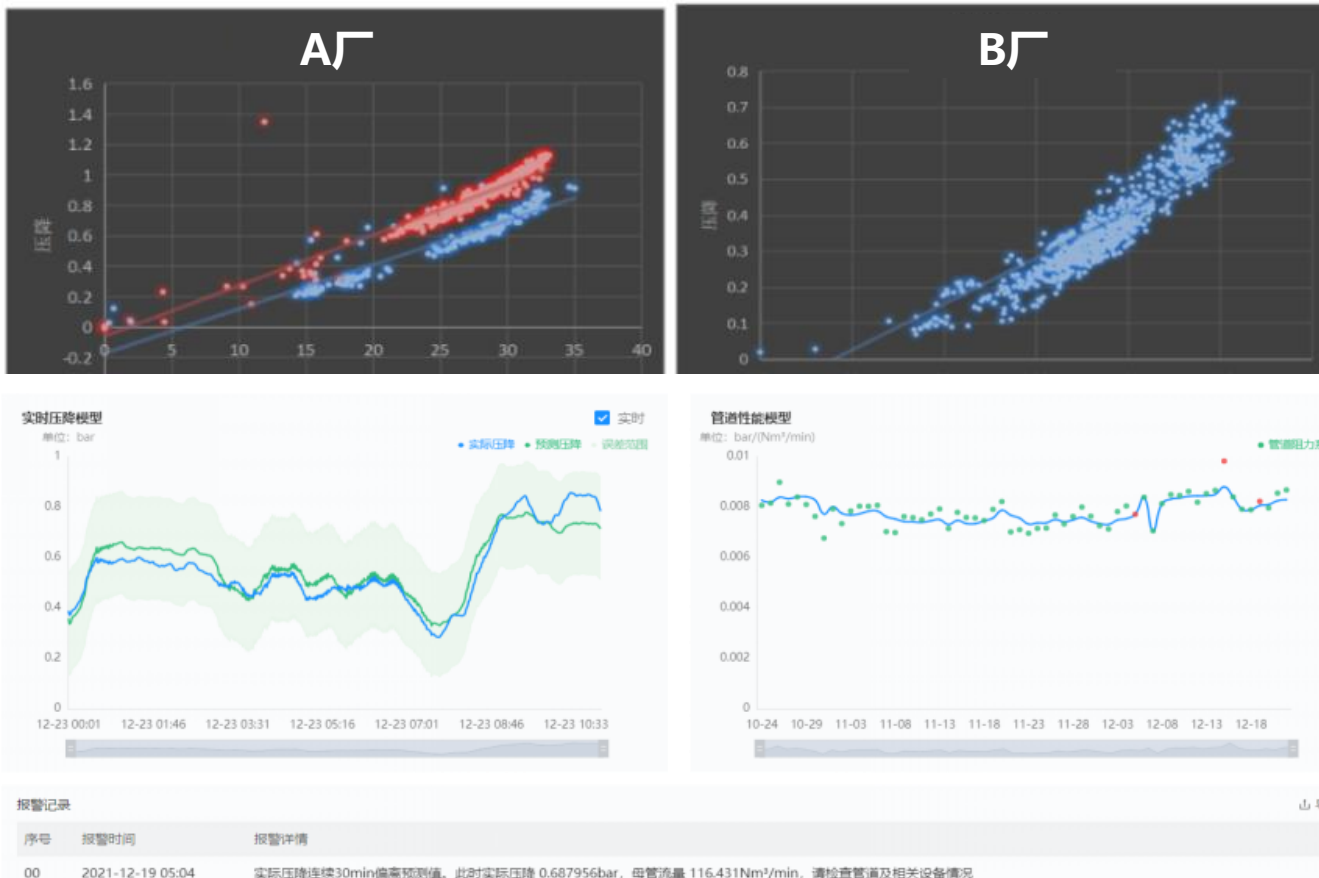 A厂
B厂
1.6
1.4
1.2
1
0.8
0.6
0.4
0.2
0
-0.2
压降
0 5 10 15 20 25 30 35 40
0.8
0.7
0.6
0.5
0.4
0.3
0.2
0.1
0
压降
实时压降模型
实时
单位：bar
实际压降 预测压降 误差范围
1
0.8
0.6
0.4
0.2
0
12-23 00:01 12-23 01:46 12-23 03:31 12-23 05:16 12-23 07:01 12-23 08:46 12-23 10:33
管道性能模型
单位：bar/(Nm³/min)
管道阻力
0.01
0.008
0.006
0.004
0.002
0
10-24 10-29 11-03 11-08 11-13 11-18 11-23 11-28 12-03 12-08 12-13 12-18
报警记录
序号 报警时间 报警详情
00 2021-12-19 05:04 实际压降连续30min偏离预测值。此时实际压降 0.687956bar，母管流量 116.431Nm³/min，请检查管道及相关设备情况